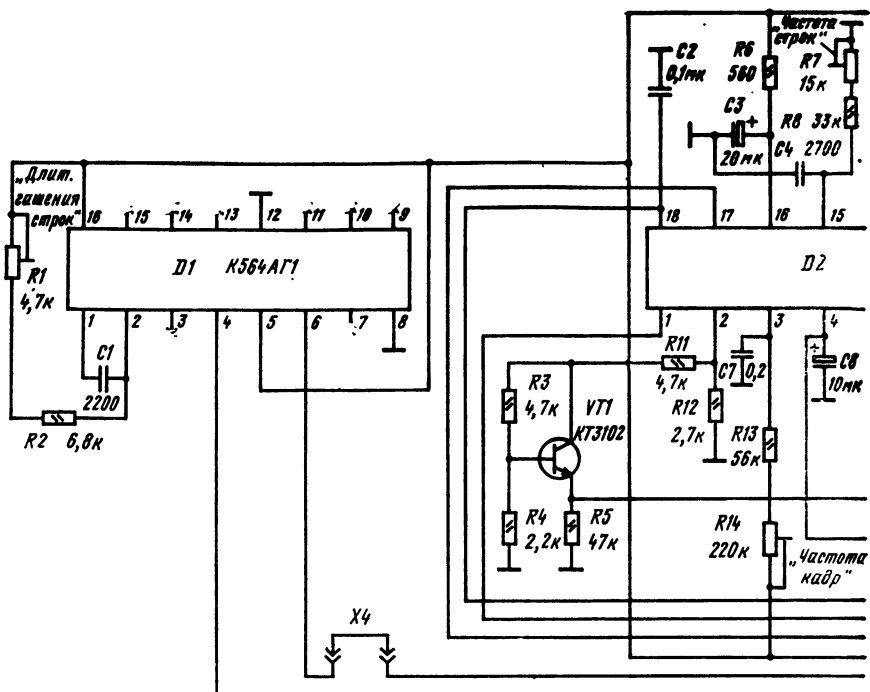 „Частота
строк“
C2
0,1мк
R6
560
R7
15к
C3
+
20мк
R8 33к
C4 2700
„Длит.
гашения
строк“
16 15 14 13 12 11 10 9
18 17 16 15
R1
4,7к
D1 К564АГ1
D2
1 2 3 4 5 6 7 8
1 2 3 4
C1
2200
R2 6,8к
R11
4,7к
C7 0,2
+
C6
10мк
R3
4,7к
VT1
КТ3102
R12
2,7к
R13
56к
R4
2,2к
R5
47к
R14
220к
„Частота
кадр“
X4